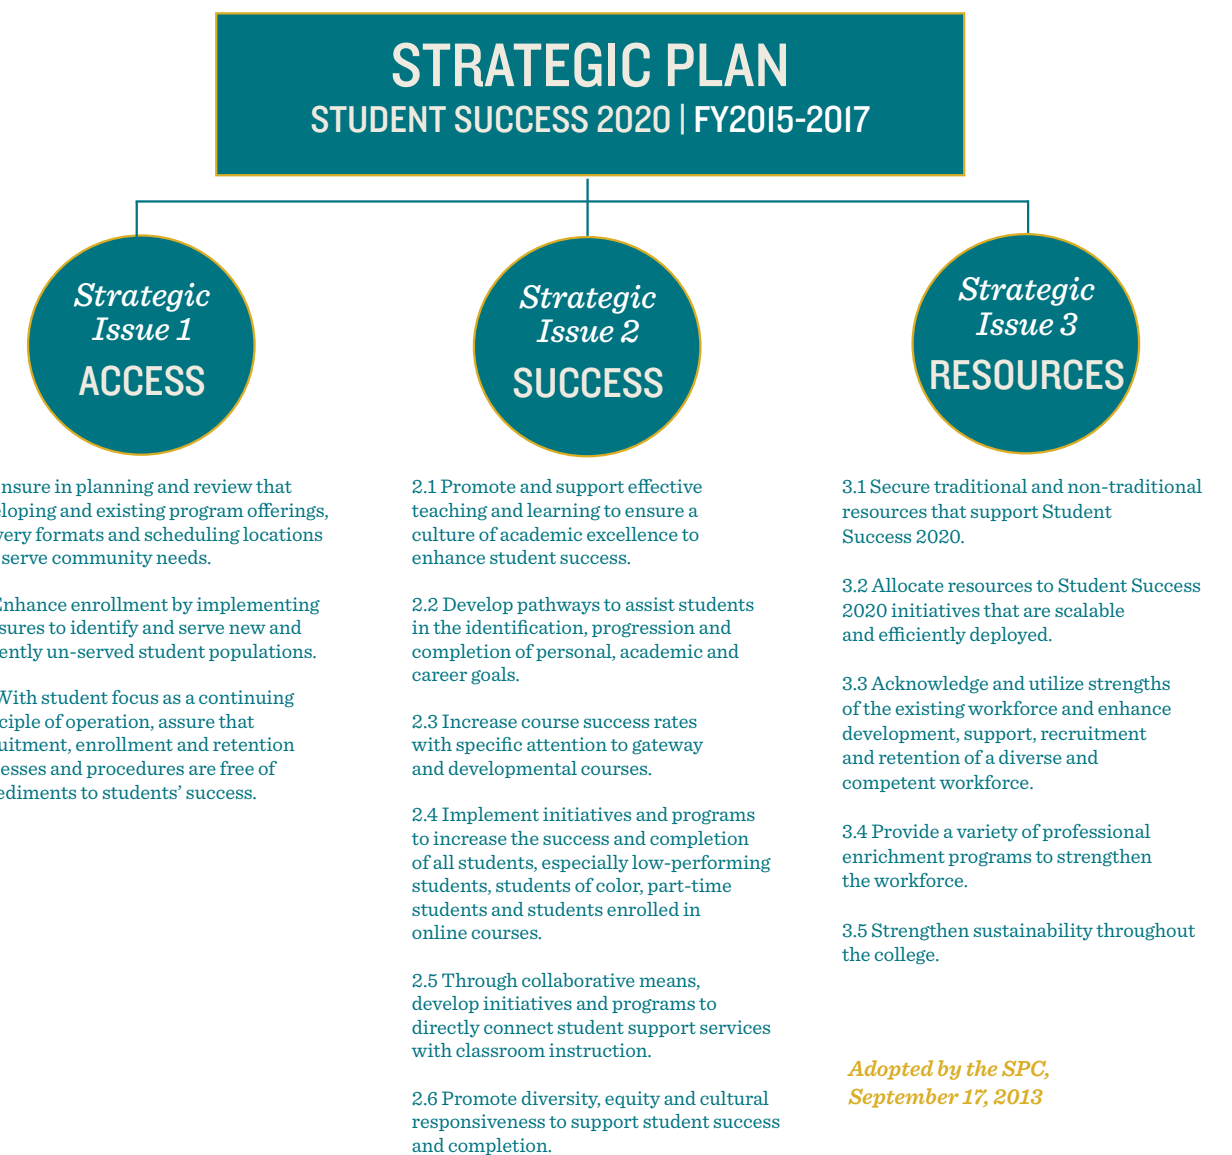 STRATEGIC PLAN
STUDENT SUCCESS 2020 | FY2015-2017
Strategic
Issue 1
ACCESS
nsure in planning and review that
loping and existing program offerings,
very formats and scheduling locations
serve community needs.
Enhance enrollment by implementing
sures to identify and serve new and
ently un-served student populations.
With student focus as a continuing
ciple of operation, assure that
uitment, enrollment and retention
esses and procedures are free of
ediments to students’ success.
Strategic
Issue 2
SUCCESS
2.1 Promote and support effective
teaching and learning to ensure a
culture of academic excellence to
enhance student success.
2.2 Develop pathways to assist students
in the identification, progression and
completion of personal, academic and
career goals.
2.3 Increase course success rates
with specific attention to gateway
and developmental courses.
2.4 Implement initiatives and programs
to increase the success and completion
of all students, especially low-performing
students, students of color, part-time
students and students enrolled in
online courses.
2.5 Through collaborative means,
develop initiatives and programs to
directly connect student support services
with classroom instruction.
2.6 Promote diversity, equity and cultural
responsiveness to support student success
and completion.
Strategic
Issue 3
RESOURCES
3.1 Secure traditional and non-traditional
resources that support Student
Success 2020.
3.2 Allocate resources to Student Success
2020 initiatives that are scalable
and efficiently deployed.
3.3 Acknowledge and utilize strengths
of the existing workforce and enhance
development, support, recruitment
and retention of a diverse and
competent workforce.
3.4 Provide a variety of professional
enrichment programs to strengthen
the workforce.
3.5 Strengthen sustainability throughout
the college.
Adopted by the SPC,
September 17, 2013